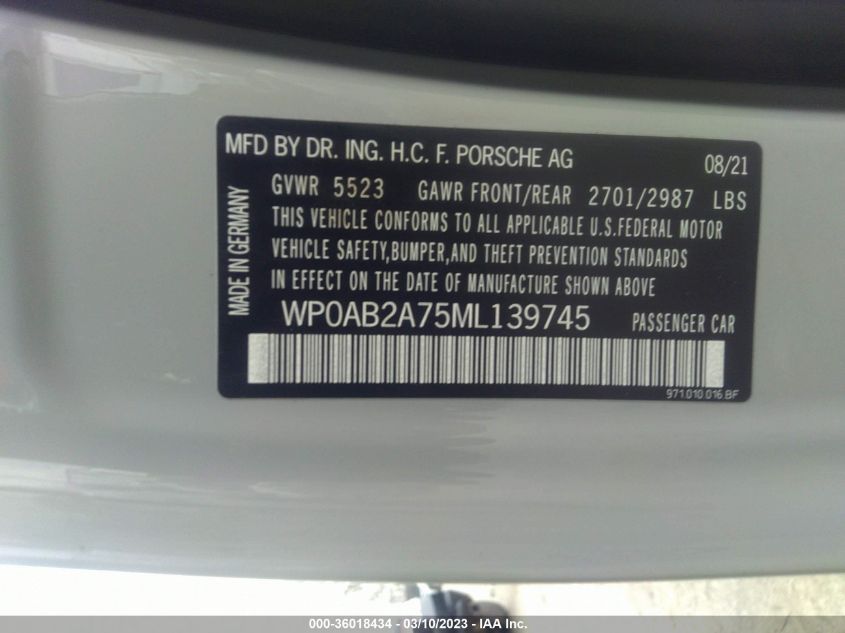 MFD BY DR. ING. H.C. F. PORSCHE AG 08/21
GVWR 5523 GAWR FRONT/REAR 2701/2987 LBS
THIS VEHICLE CONFORMS TO ALL APPLICABLE U.S.FEDERAL MOTOR
VEHICLE SAFETY,BUMPER,AND THEFT PREVENTION STANDARDS
IN EFFECT ON THE DATE OF MANUFACTURE SHOWN ABOVE
MADE IN GERMANY
WP0AB2A75ML139745 PASSENGER CAR
971.010.016.BF
000-36018434 - 03/10/2023 - IAA Inc.